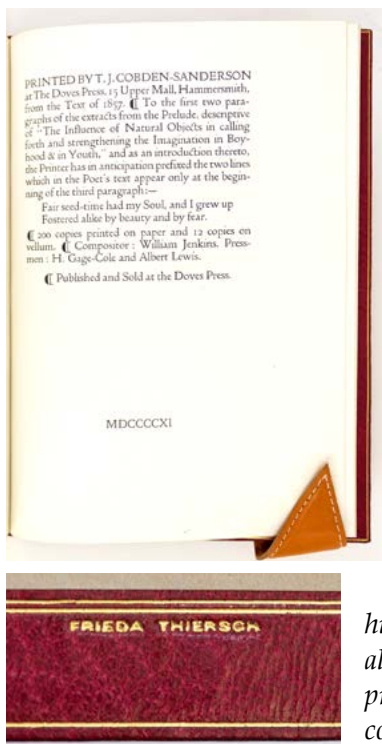 PRINTED BY T. J. COBDEN-SANDERSON
at The Doves Press, 15 Upper Mall, Hammersmith,
from the Text of 1857. ¶ To the first two para-
graphs of the extracts from the Prelude, descriptive
of “The Influence of Natural Objects in calling
forth and strengthening the Imagination in Boy-
hood & in Youth,” and as an introduction thereto,
the Printer has in anticipation prefixed the two lines
which in the Poet's text appear only at the begin-
ning of the third paragraph:—
Fair seed-time had my Soul, and I grew up
Fostered alike by beauty and by fear.
¶ 200 copies printed on paper and 12 copies on
vellum. ¶ Compositor : William Jenkins. Press-
men : H. Gage-Cole and Albert Lewis.
¶ Published and Sold at the Doves Press.
MDCCCCXI
FRIEDA THIERSCH